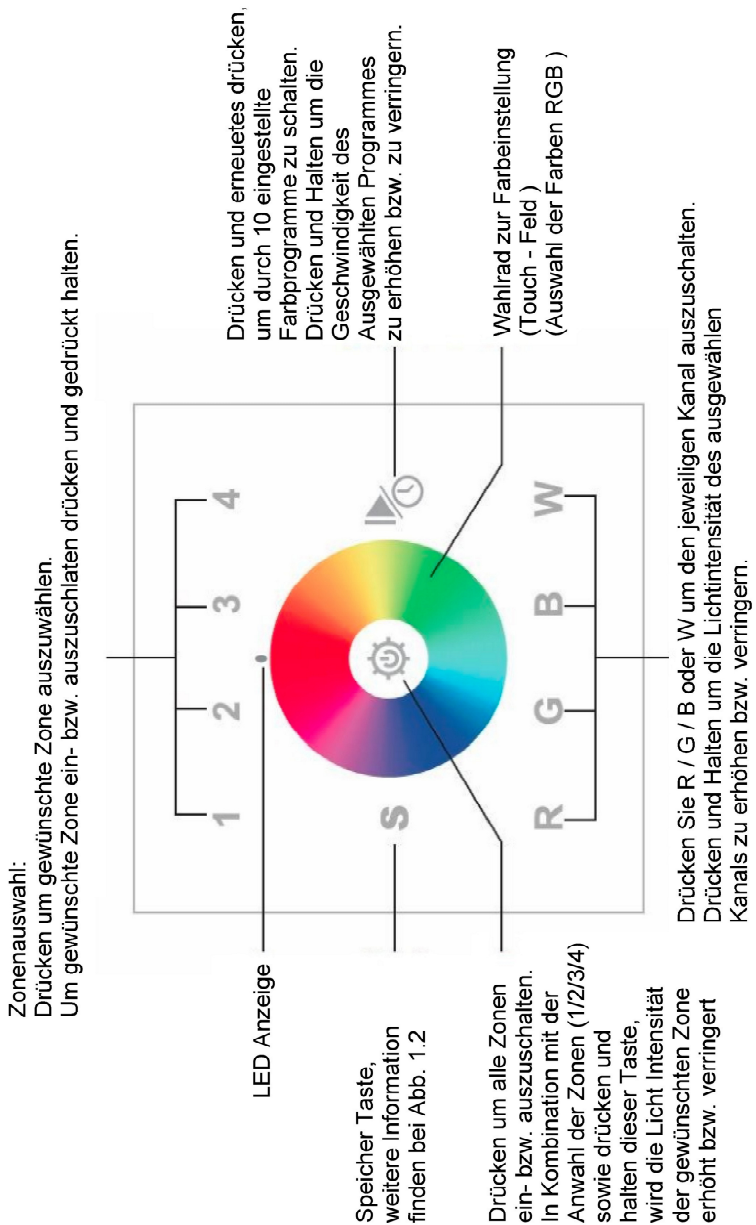 Zonenauswahl:
Drücken um gewünschte Zone auszuwählen.
Um gewünschte Zone ein- bzw. auszuschlaten drücken und gedrückt halten.
LED Anzeige
Speicher Taste,
weitere Information
finden bei Abb. 1.2
Drücken um alle Zonen
ein- bzw. auszuschalten.
In Kombination mit der
Anwahl der Zonen (1/2/3/4)
sowie drücken und
halten dieser Taste,
wird die Licht Intensität
der gewünschten Zone
erhöht bzw. verringert
1 2 3 4
S
R G B W
Drücken und erneutes drücken,
um durch 10 eingestellte
Farbprogramme zu schalten.
Drücken und Halten um die
Geschwindigkeit des
Ausgewählten Programmes
zu erhöhen bzw. zu verringern.
Wahlrad zur Farbeinstellung
(Touch - Feld )
(Auswahl der Farben RGB )
Drücken Sie R / G / B oder W um den jeweiligen Kanal auszuschalten.
Drücken und Halten um die Lichtintensität des ausgewählen
Kanals zu erhöhen bzw. verringern.